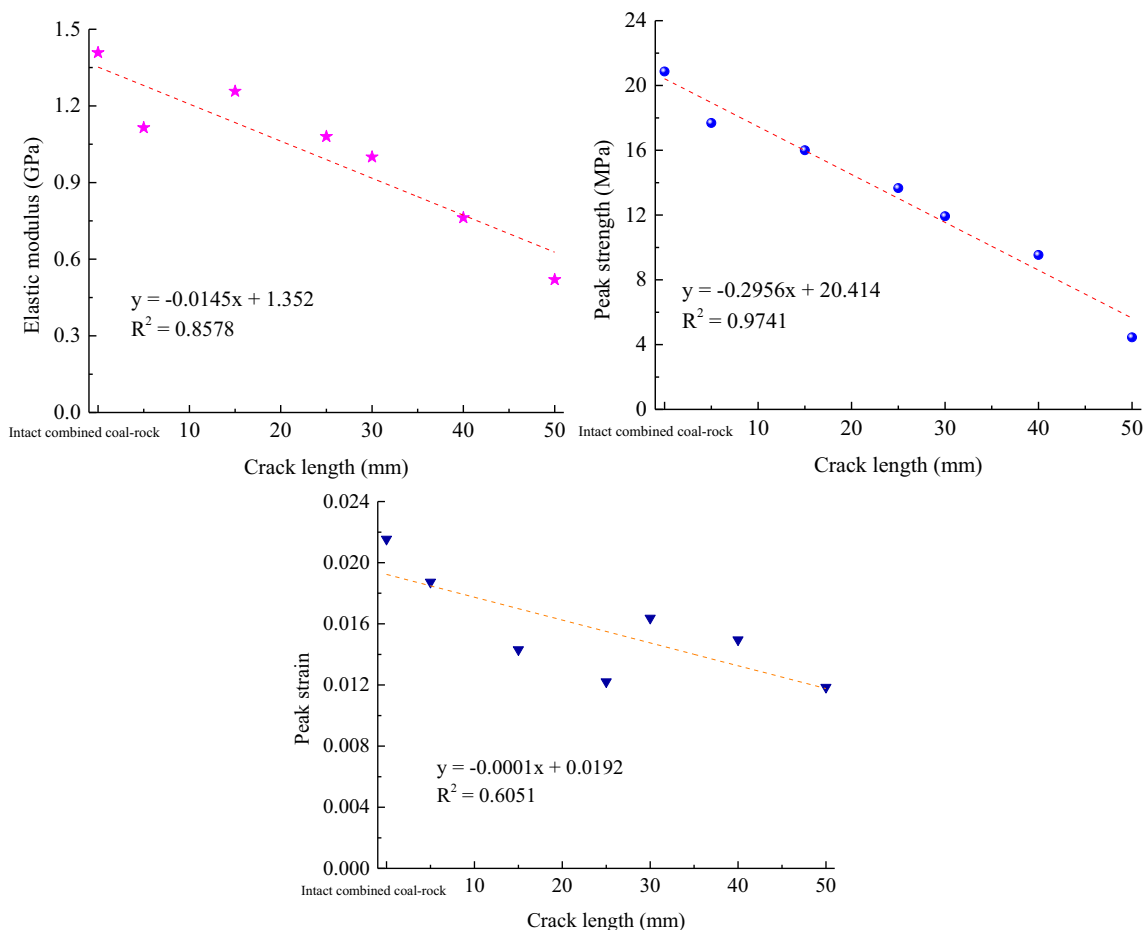 Elastic modulus (GPa)
1.5
1.2
0.9
0.6
0.3
0.0
y = -0.0145x + 1.352
R² = 0.8578
Intact combined coal-rock 10 20 30 40 50
Crack length (mm)
Peak strength (MPa)
24
20
16
12
8
4
0
y = -0.2956x + 20.414
R² = 0.9741
Intact combined coal-rock 10 20 30 40 50
Crack length (mm)
Peak strain
0.024
0.020
0.016
0.012
0.008
0.004
0.000
y = -0.0001x + 0.0192
R² = 0.6051
Intact combined coal-rock 10 20 30 40 50
Crack length (mm)